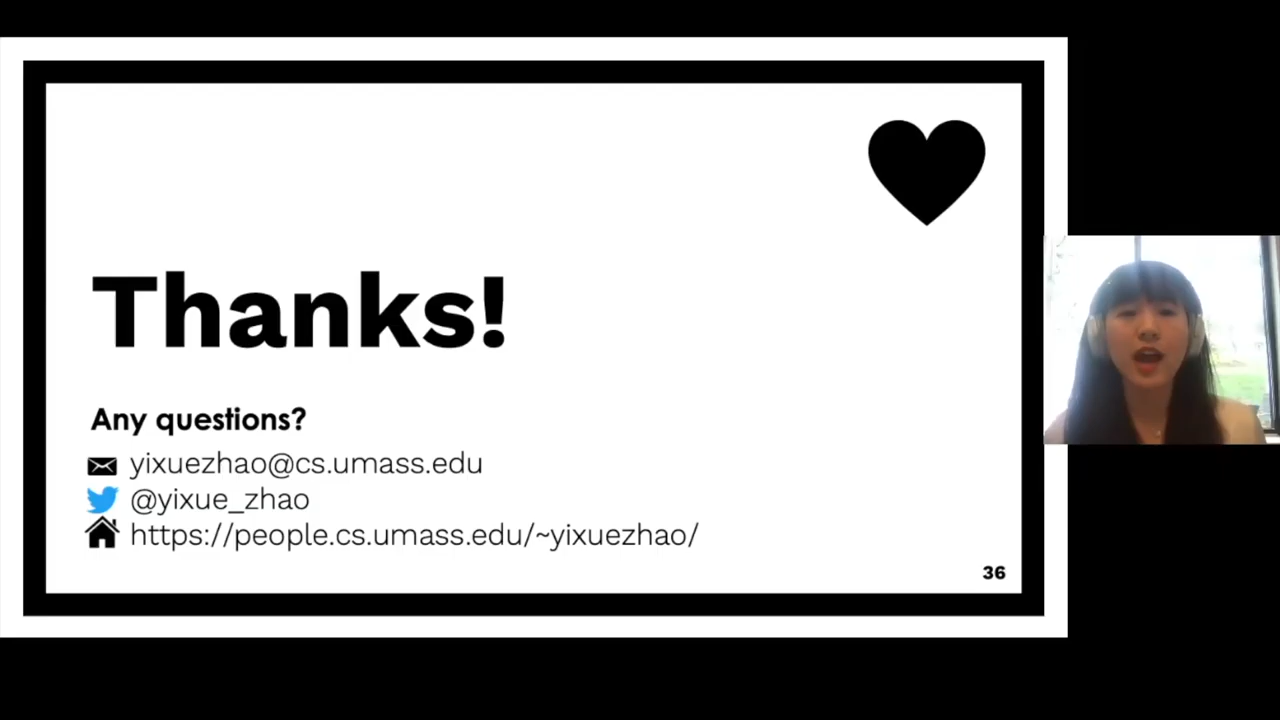 Thanks!
Any questions?
yixuezhao@cs.umass.edu
@yixue_zhao
https://people.cs.umass.edu/~yixuezhao/
36